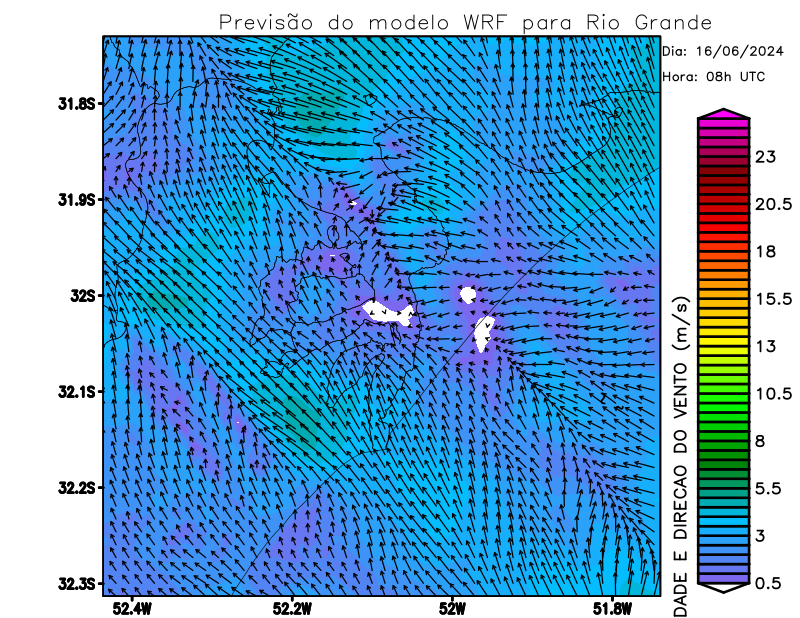 Previsão do modelo WRF para Rio Grande
Dia: 16/06/2024
Hora: 08h UTC
31.8S
31.9S
32S
32.1S
32.2S
32.3S
52.4W
52.2W
52W
51.8W
DADE E DIRECAO DO VENTO (m/s)
23
20.5
18
15.5
13
10.5
8
5.5
3
0.5